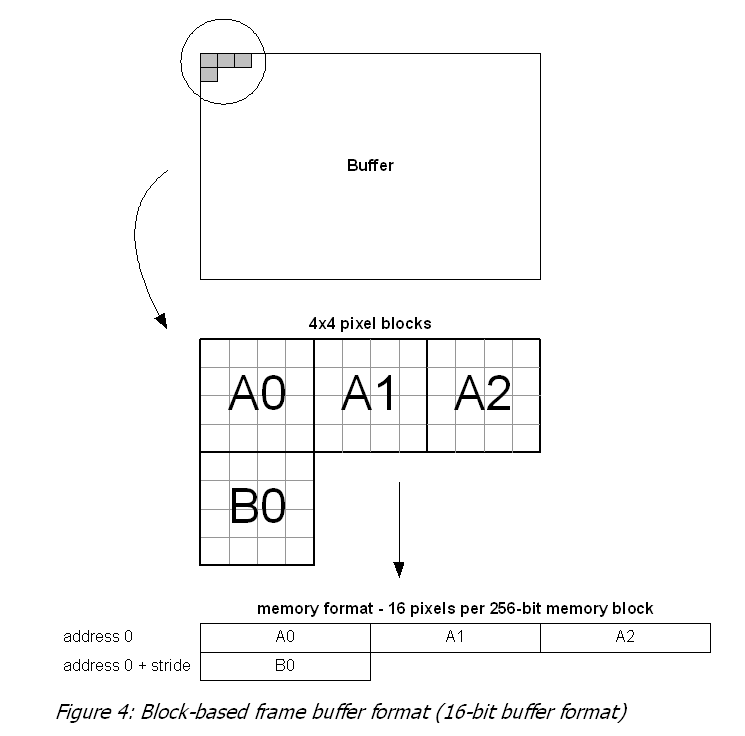 Buffer
4x4 pixel blocks
A0 A1 A2
B0
memory format - 16 pixels per 256-bit memory block
address 0 A0 A1 A2
address 0 + stride B0
Figure 4: Block-based frame buffer format (16-bit buffer format)